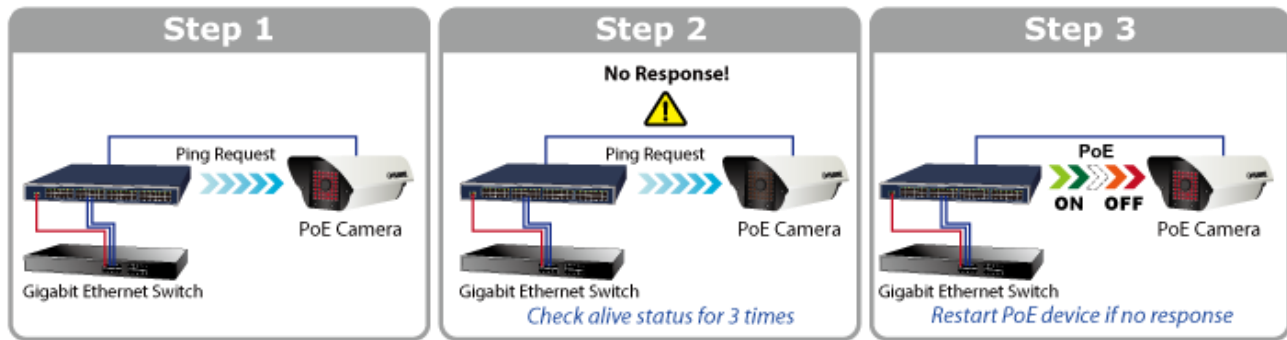 Step 1
Ping Request
PoE Camera
Gigabit Ethernet Switch
Step 2
No Response!
Ping Request
PoE Camera
Gigabit Ethernet Switch
Check alive status for 3 times
Step 3
PoE
ON OFF
PoE Camera
Gigabit Ethernet Switch
Restart PoE device if no response